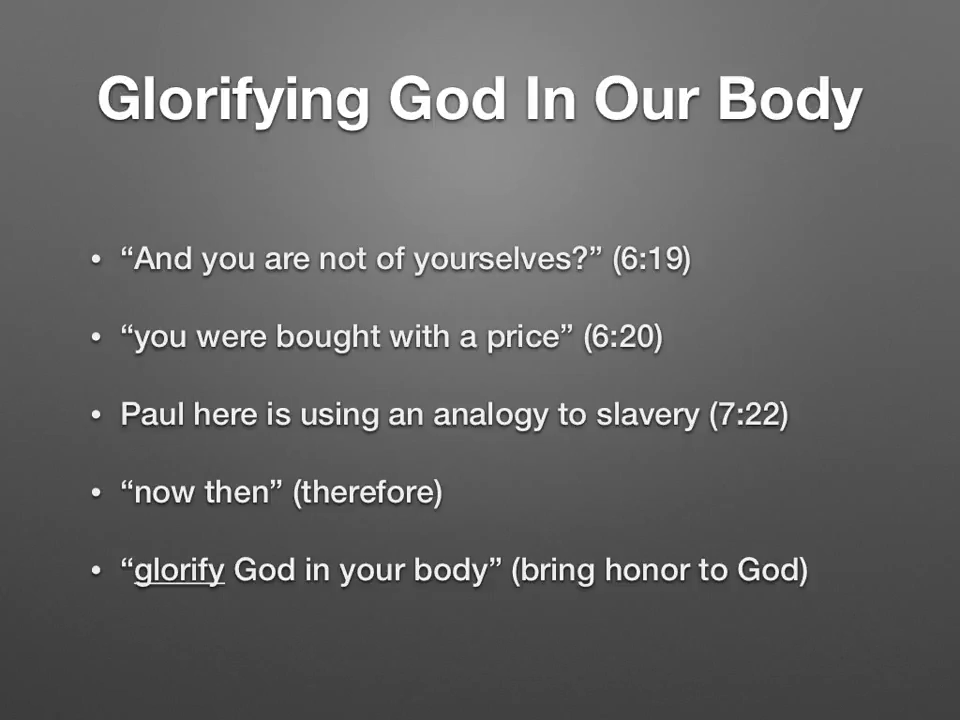 Glorifying God In Our Body
• “And you are not of yourselves?” (6:19)
• “you were bought with a price” (6:20)
• Paul here is using an analogy to slavery (7:22)
• “now then” (therefore)
• “glorify God in your body” (bring honor to God)